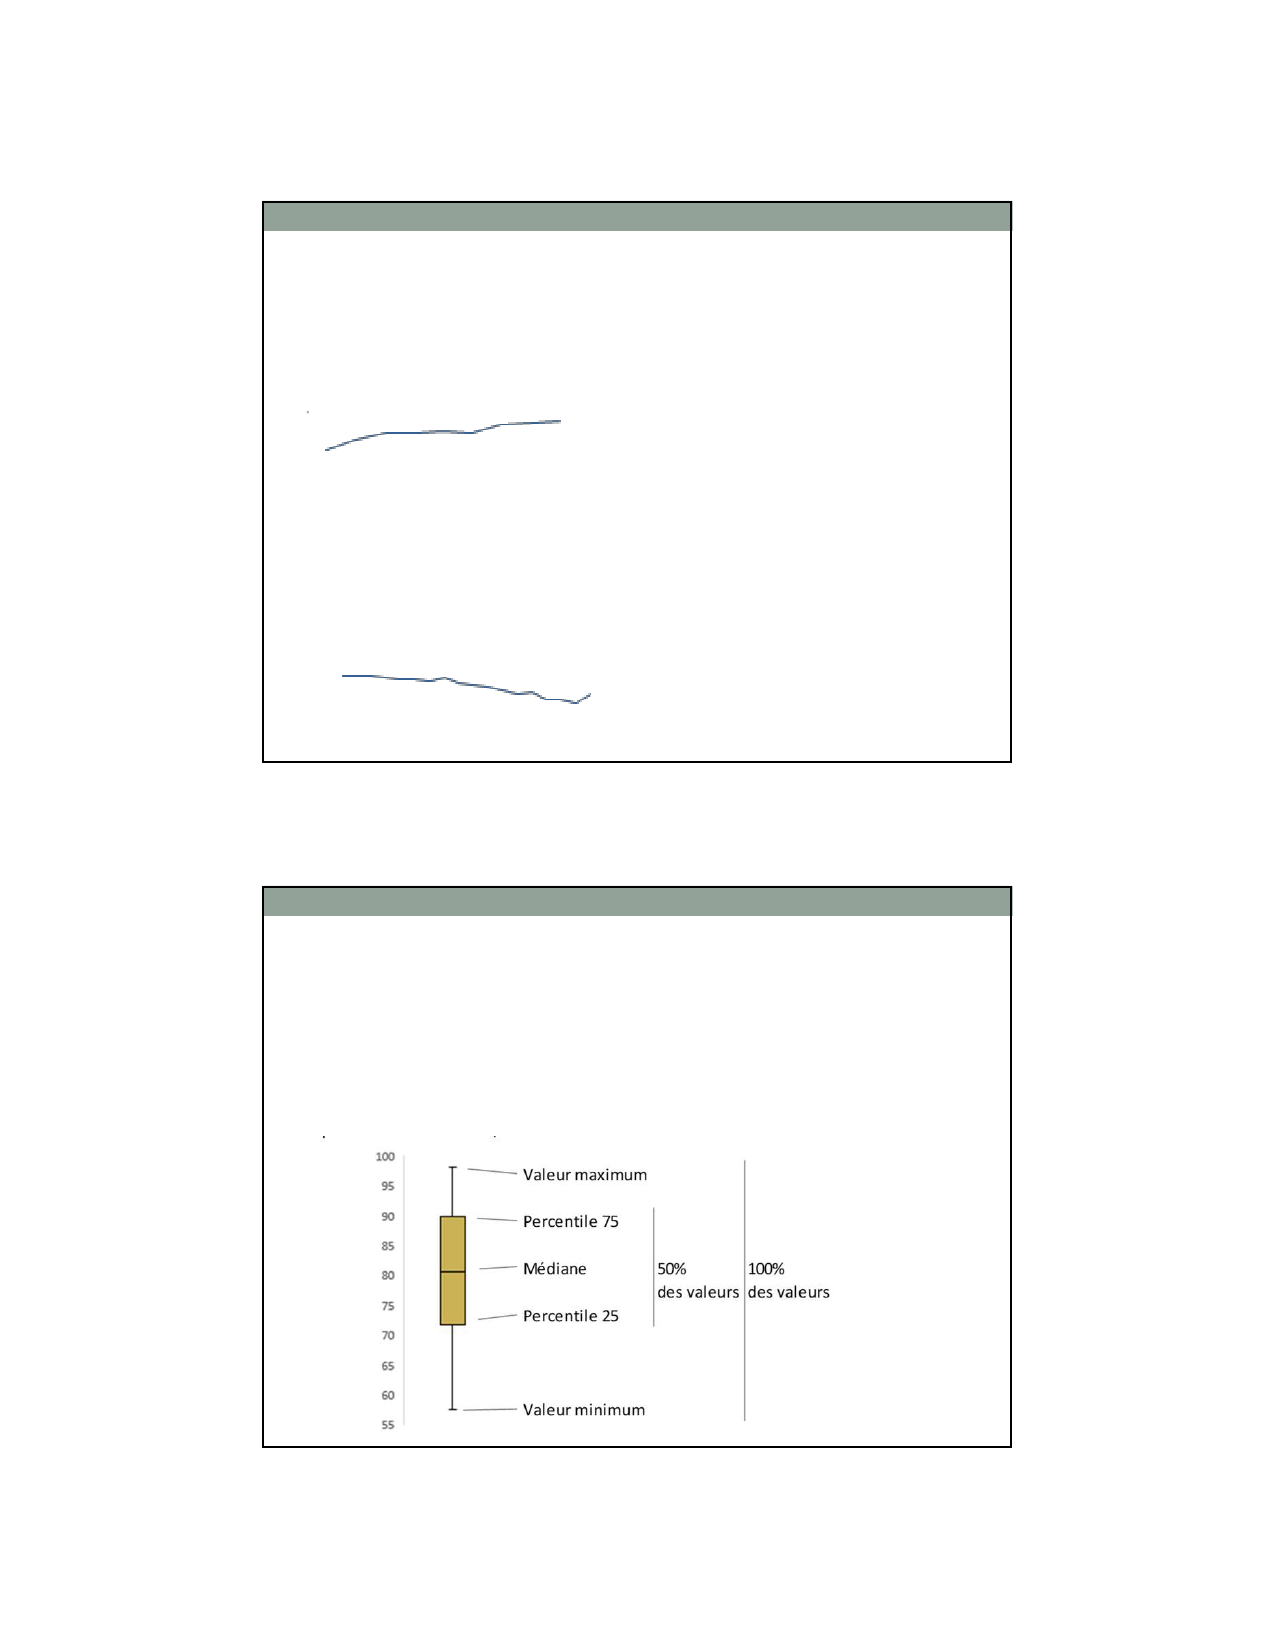 100
95
90
85
80
75
70
65
60
55
Valeur maximum
Percentile 75
Médiane
Percentile 25
Valeur minimum
50%
des valeurs
100%
des valeurs